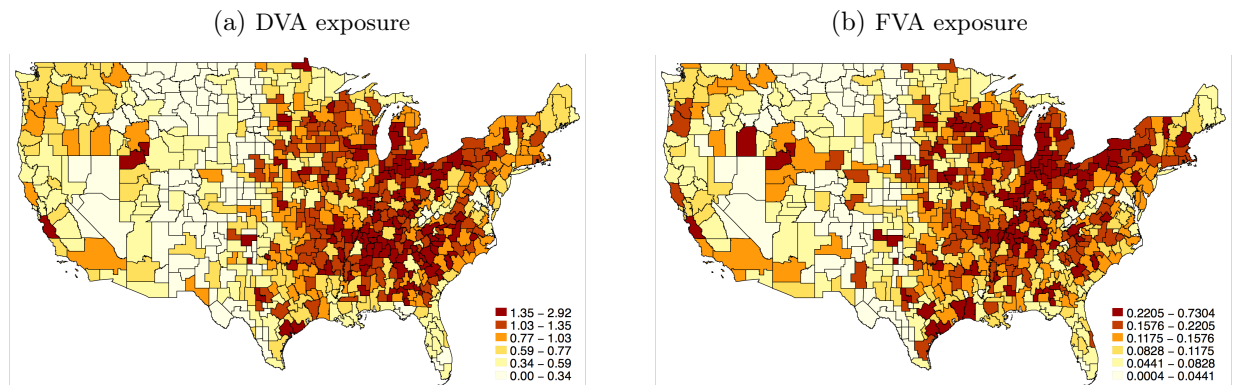 (a) DVA exposure
(b) FVA exposure
1.35 – 2.92
1.03 – 1.35
0.77 – 1.03
0.59 – 0.77
0.34 – 0.59
0.00 – 0.34
0.2205 – 0.7304
0.1576 – 0.2205
0.1175 – 0.1576
0.0828 – 0.1175
0.0441 – 0.0828
0.0004 – 0.0441